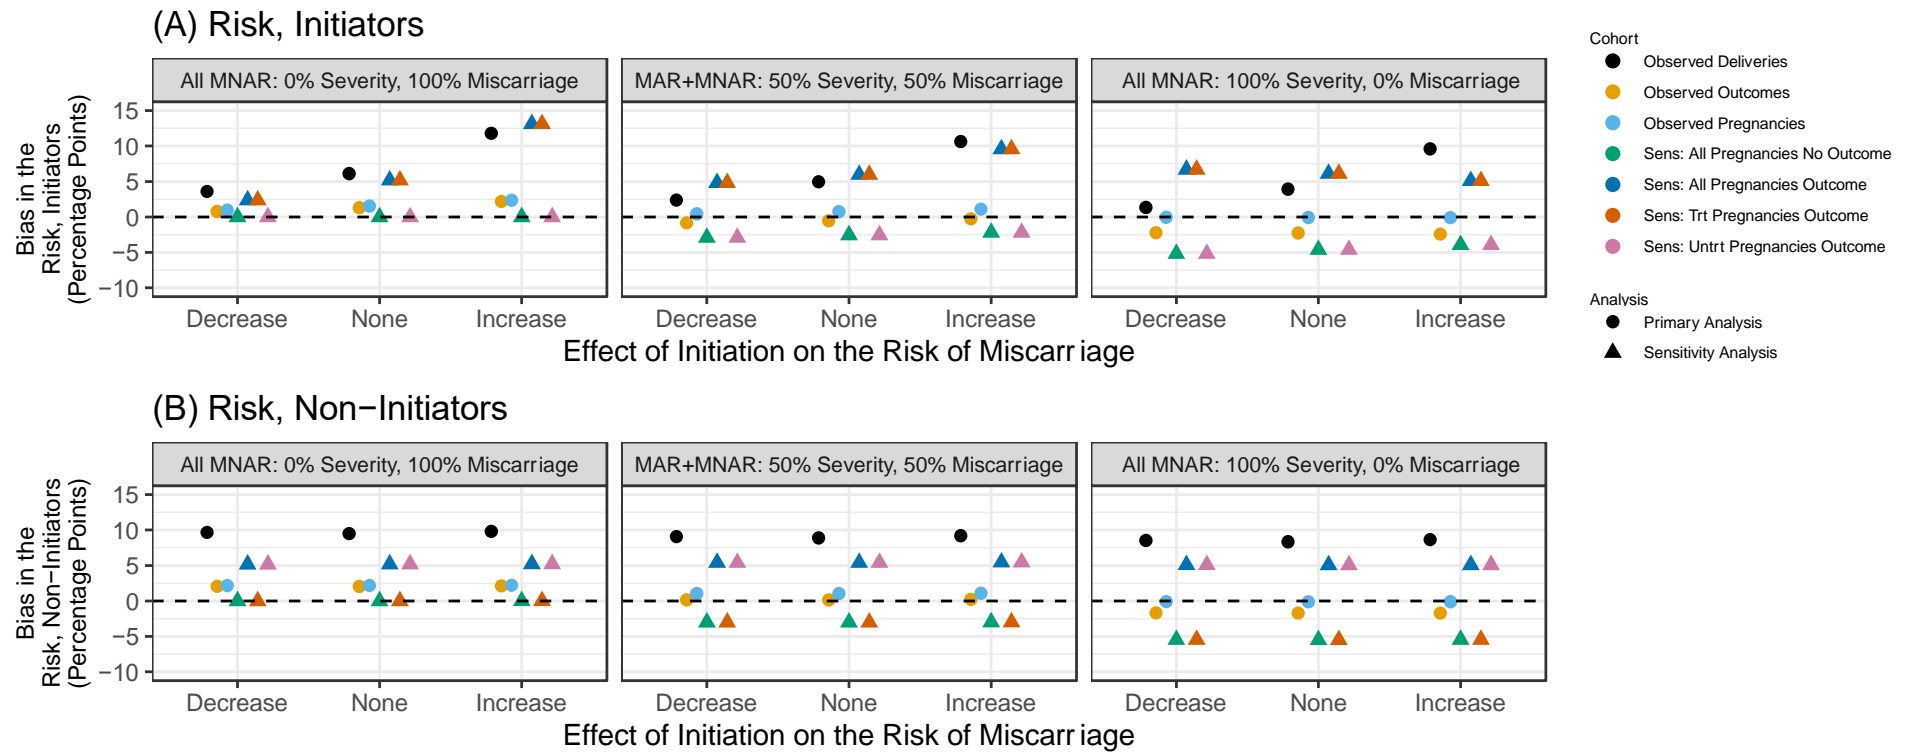 (A) Risk, Initiators
All MNAR: 0% Severity, 100% Miscarriage
MAR+MNAR: 50% Severity, 50% Miscarriage
All MNAR: 100% Severity, 0% Miscarriage
Bias in the
Risk, Initiators
(Percentage Points)
15
10
5
0
−5
−10
Decrease
None
Increase
Decrease
None
Increase
Decrease
None
Increase
Effect of Initiation on the Risk of Miscarriage
(B) Risk, Non−Initiators
All MNAR: 0% Severity, 100% Miscarriage
MAR+MNAR: 50% Severity, 50% Miscarriage
All MNAR: 100% Severity, 0% Miscarriage
Bias in the
Risk, Non−Initiators
(Percentage Points)
15
10
5
0
−5
−10
Decrease
None
Increase
Decrease
None
Increase
Decrease
None
Increase
Effect of Initiation on the Risk of Miscarriage
Cohort
Observed Deliveries
Observed Outcomes
Observed Pregnancies
Sens: All Pregnancies No Outcome
Sens: All Pregnancies Outcome
Sens: Trt Pregnancies Outcome
Sens: Untrt Pregnancies Outcome
Analysis
Primary Analysis
Sensitivity Analysis